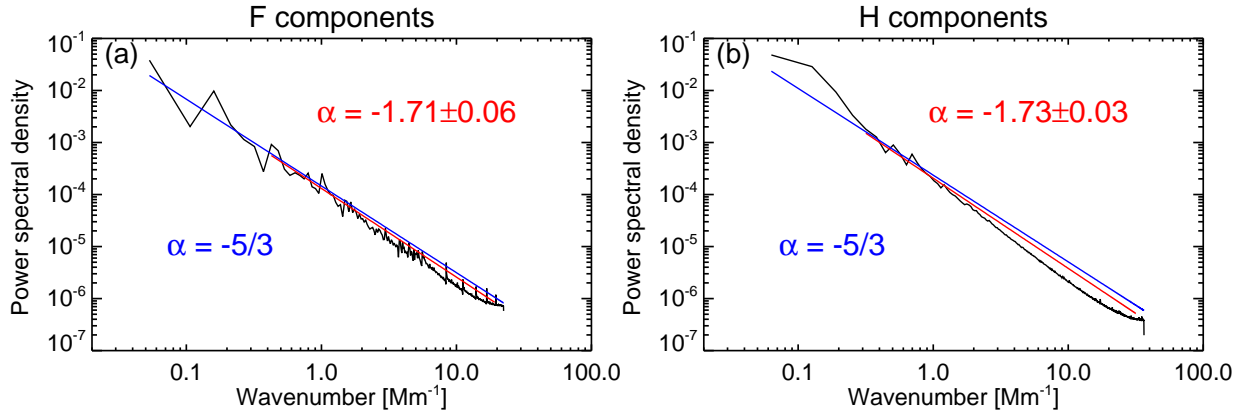 F components
(a)
α = -1.71±0.06
α = -5/3
Power spectral density
10⁻¹
10⁻²
10⁻³
10⁻⁴
10⁻⁵
10⁻⁶
10⁻⁷
0.1 1.0 10.0 100.0
Wavenumber [Mm⁻¹]
H components
(b)
α = -1.73±0.03
α = -5/3
Power spectral density
10⁻¹
10⁻²
10⁻³
10⁻⁴
10⁻⁵
10⁻⁶
10⁻⁷
0.1 1.0 10.0 100.0
Wavenumber [Mm⁻¹]